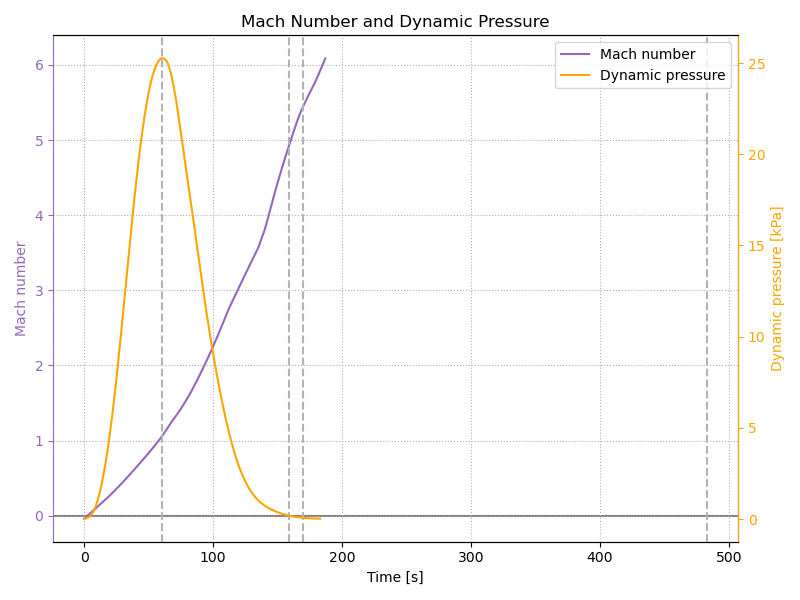 Mach Number and Dynamic Pressure
Mach number
Dynamic pressure
6
5
4
3
2
1
0
Mach number
25
20
15
10
5
0
Dynamic pressure [kPa]
0 100 200 300 400 500
Time [s]